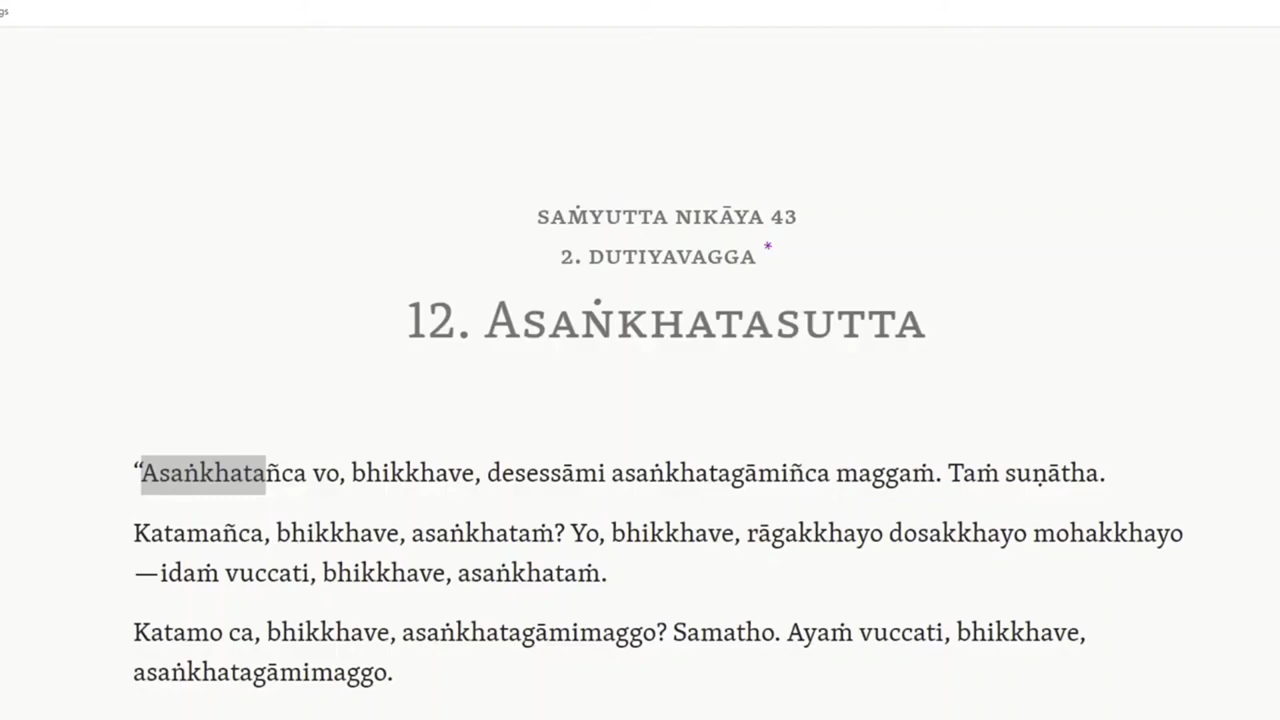 gs
SAṀYUTTA NIKĀYA 43
2. DUTIYAVAGGA *
12. ASAṄKHATASUTTA
“Asaṅkhatañca vo, bhikkhave, desessāmi asaṅkhatagāmiñca maggaṁ. Taṁ suṇātha.
Katamañca, bhikkhave, asaṅkhataṁ? Yo, bhikkhave, rāgakkhayo dosakkhayo mohakkhayo
—idaṁ vuccati, bhikkhave, asaṅkhataṁ.
Katamo ca, bhikkhave, asaṅkhatagāmimaggo? Samatho. Ayaṁ vuccati, bhikkhave,
asaṅkhatagāmimaggo.